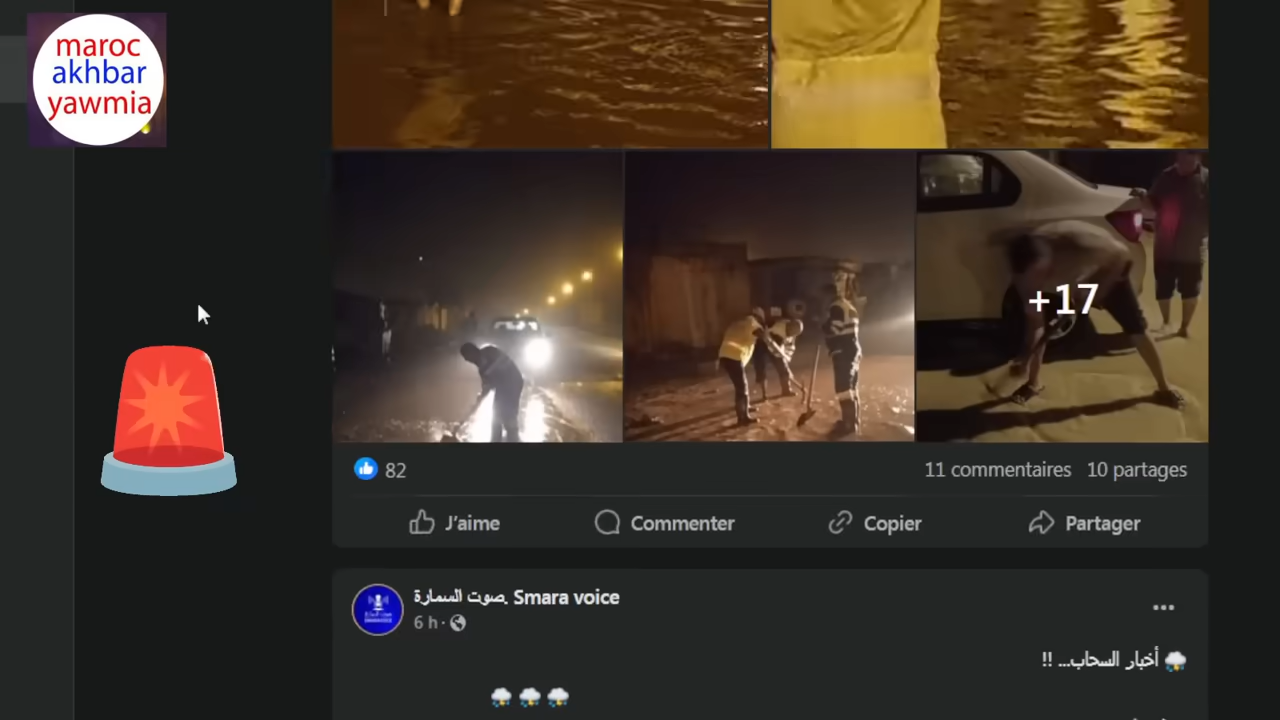 maroc
akhbar
yawmia
+17
82
11 commentaires 10 partages
J'aime
Commenter
Copier
Partager
صوت السمارة. Smara voice
6 h ·
أخبار السحاب... !!